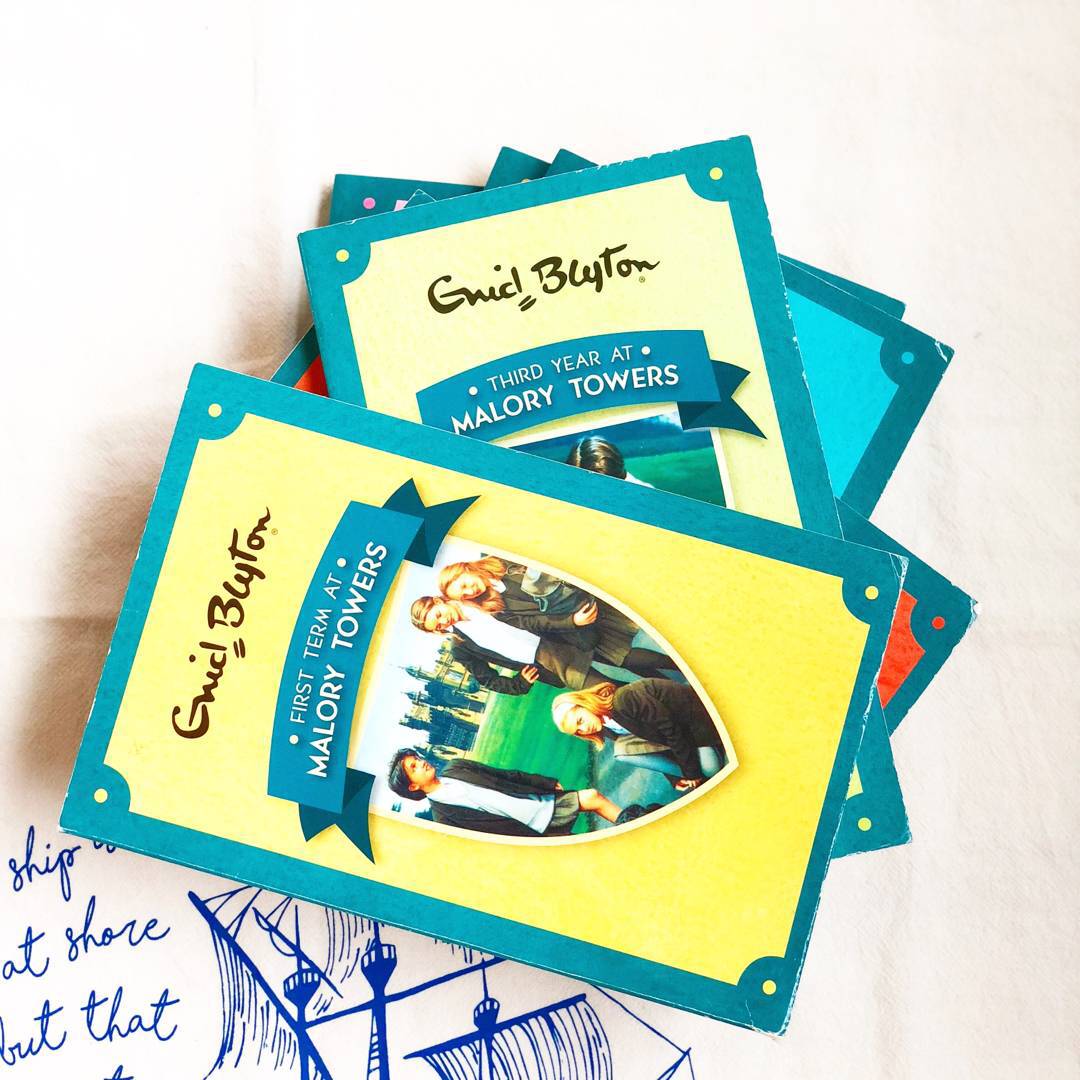 Enid Blyton
THIRD YEAR AT
MALORY TOWERS
Enid Blyton
FIRST TERM AT
MALORY TOWERS
ship
at shore
but that